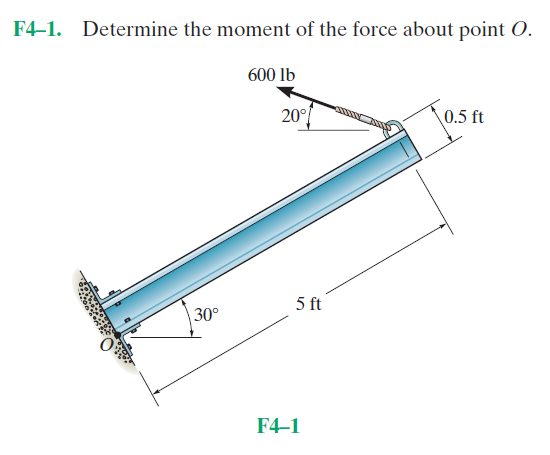 F4–1. Determine the moment of the force about point O.
600 lb
20°
0.5 ft
5 ft
30°
O
F4–1